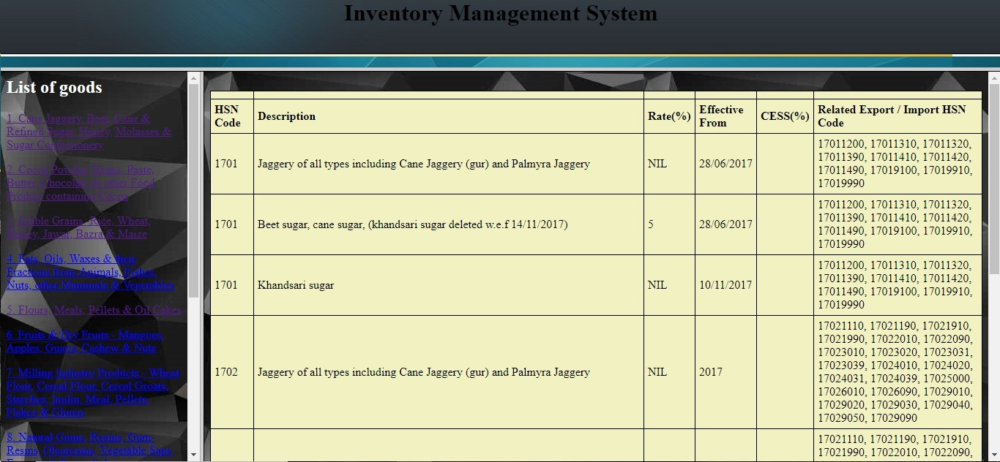 Inventory Management System
List of goods
1. Cane Jaggery, Beet, Cane &
Refined Sugar, Honey, Molasses &
Sugar Confectionery
2. Cocoa Powder, Beans, Paste,
Butter, Chocolate & other Food
Product containing Cocoa
3. Edible Grains, Rice, Wheat,
Barley, Jawar, Bazra & Maize
4. Fats, Oils, Waxes & their
Fractions from Animals, Fishes,
Nuts, other Mammals & Vegetables
5. Flours, Meals, Pellets & Oil Cakes
6. Fruits & Dry Fruits - Mangoes,
Apples, Guava, Cashew & Nuts
7. Milling Industry Products - Wheat
Flour, Cereal Flour, Cereal Groats,
Starches, Inulin, Meal, Pellets,
Flakes & Gluten
8. Natural Gums, Resins, Gum-
Resins, Oleoresins, Vegetable Saps
HSN
Code
Description
Rate(%)
Effective
From
CESS(%)
Related Export / Import HSN
Code
1701
Jaggery of all types including Cane Jaggery (gur) and Palmyra Jaggery
NIL
28/06/2017
17011200, 17011310, 17011320,
17011390, 17011410, 17011420,
17011490, 17019100, 17019910,
17019990
1701
Beet sugar, cane sugar, (khandsari sugar deleted w.e.f 14/11/2017)
5
28/06/2017
17011200, 17011310, 17011320,
17011390, 17011410, 17011420,
17011490, 17019100, 17019910,
17019990
1701
Khandsari sugar
NIL
10/11/2017
17011200, 17011310, 17011320,
17011390, 17011410, 17011420,
17011490, 17019100, 17019910,
17019990
1702
Jaggery of all types including Cane Jaggery (gur) and Palmyra Jaggery
NIL
2017
17021110, 17021190, 17021910,
17021990, 17022010, 17022090,
17023010, 17023020, 17023031,
17023039, 17024010, 17024020,
17024031, 17024039, 17025000,
17026010, 17026090, 17029010,
17029020, 17029030, 17029040,
17029050, 17029090
17021110, 17021190, 17021910,
17021990, 17022010, 17022090,